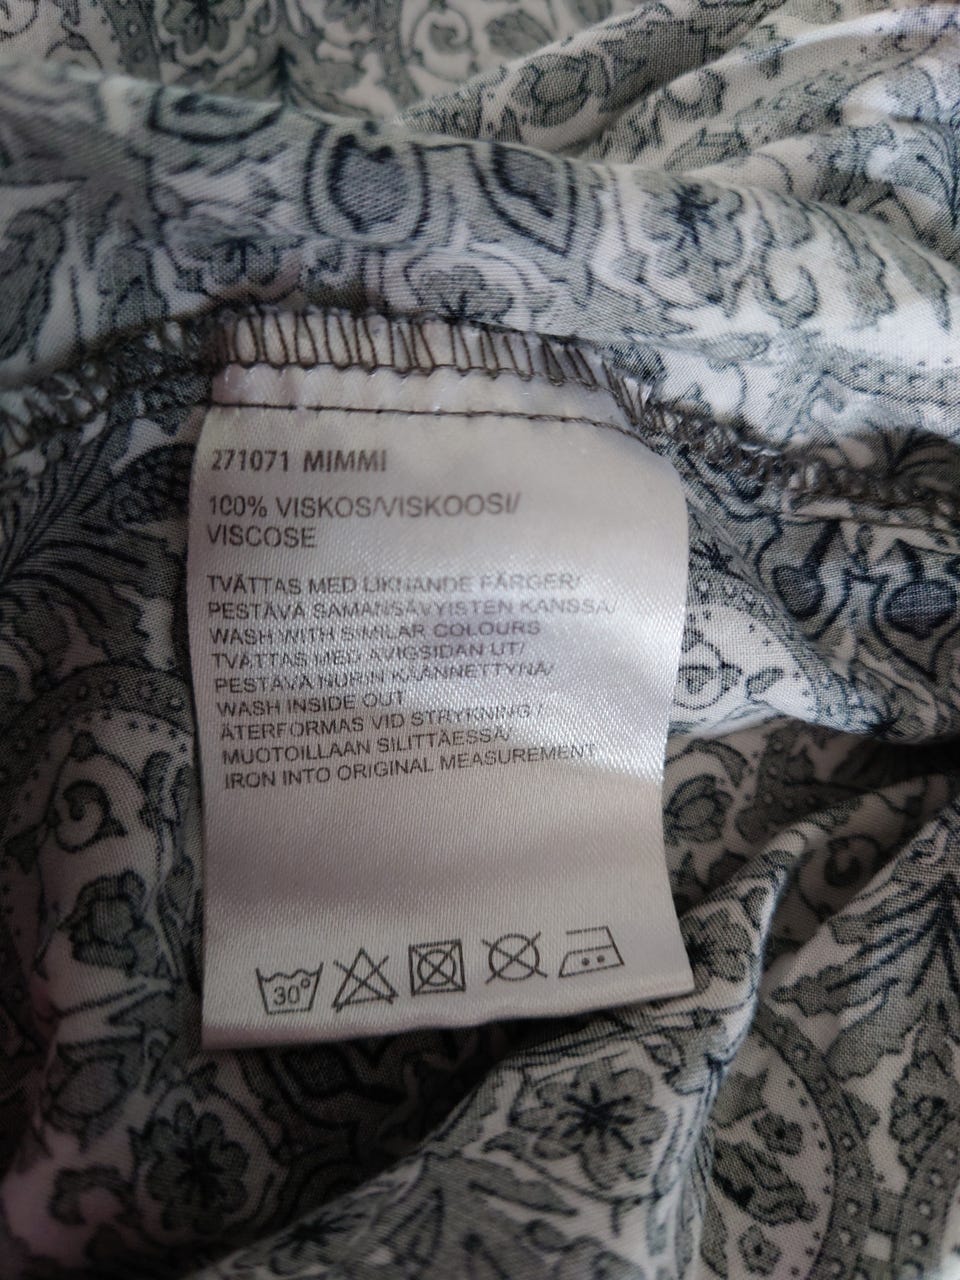 271071 MIMMI
100% VISKOS/VISKOOSI/
VISCOSE
TVÄTTAS MED LIKNANDE FÄRGER/
PESTÄVÄ SAMANSÄVYISTEN KANSSA/
WASH WITH SIMILAR COLOURS
TVÄTTAS MED AVIGSIDAN UT/
PESTÄVÄ NURIN KÄÄNNETTYNÄ/
WASH INSIDE OUT
ÅTERFORMAS VID STRYKNING /
MUOTOILLAAN SILITTÄESSÄ/
IRON INTO ORIGINAL MEASUREMENT
30°